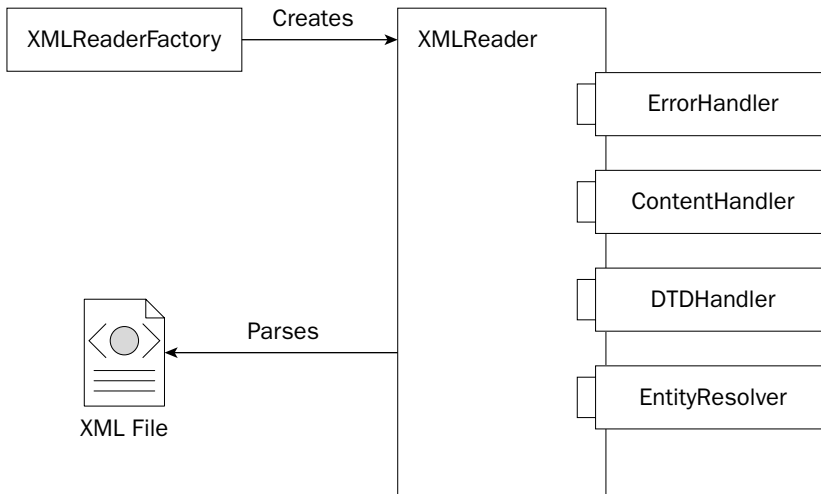 Creates
XMLReaderFactory
XMLReader
ErrorHandler
ContentHandler
DTDHandler
Parses
EntityResolver
XML File